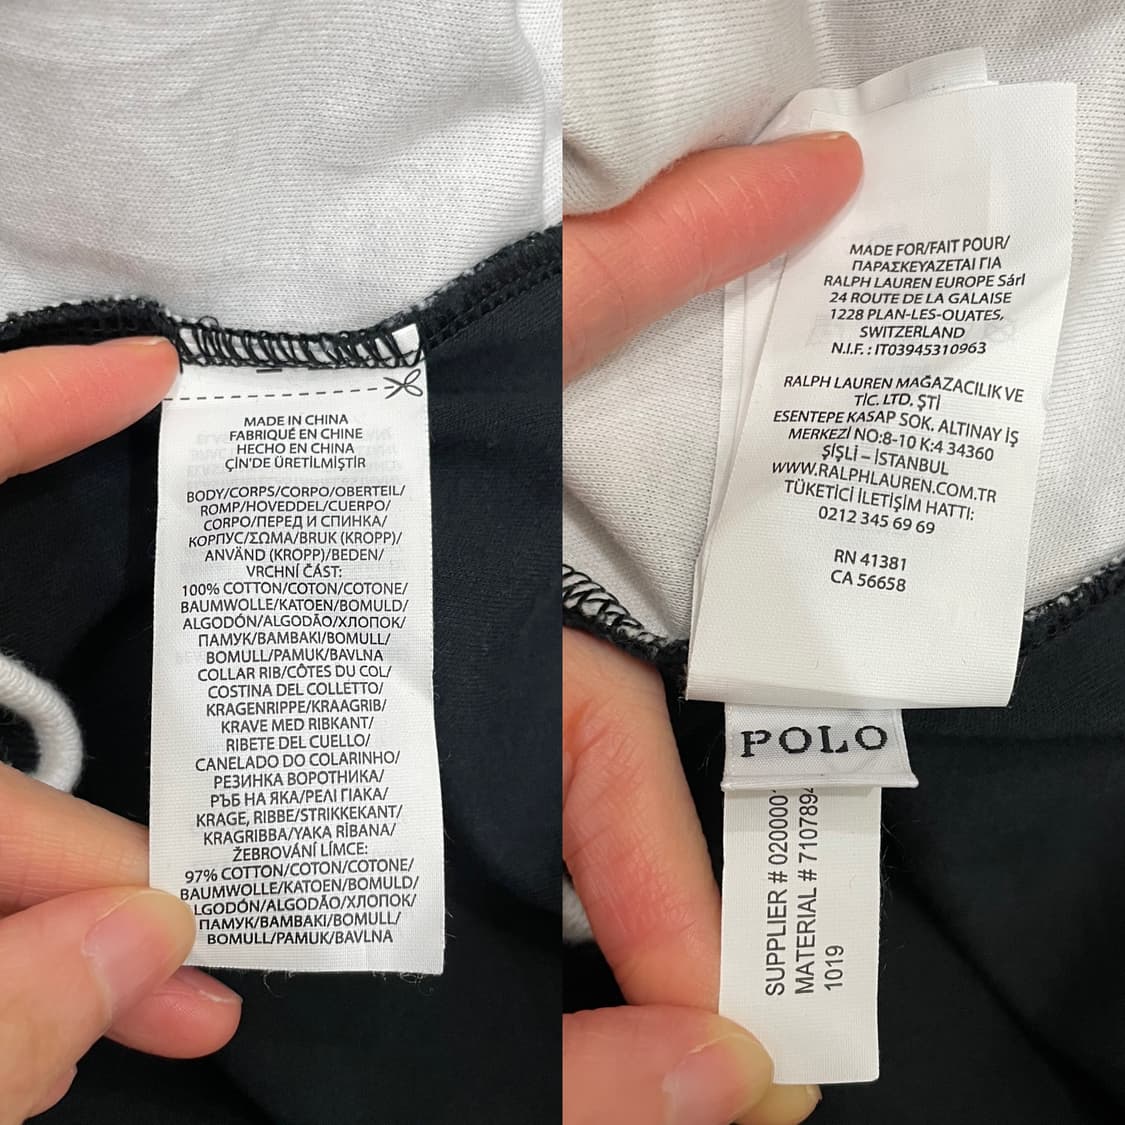 MADE IN CHINA
FABRIQUÉ EN CHINE
HECHO EN CHINA
ÇİN'DE ÜRETİLMİŞTİR
BODY/CORPS/CORPO/OBERTEIL/
ROMP/HOVEDDEL/CUERPO/
CORPO/ПЕРЕД И СПИНКА/
КОРПУС/ΣΩΜΑ/BRUK (KROPP)/
ANVÄND (KROPP)/BEDEN/
VRCHNÍ ČÁST:
100% COTTON/COTON/COTONE/
BAUMWOLLE/KATOEN/BOMULD/
ALGODÓN/ALGODÃO/ХЛОПОК/
ПАМУК/ΒΑΜΒΑΚΙ/BOMULL/
BOMULL/PAMUK/BAVLNA
COLLAR RIB/CÔTES DU COL/
COSTINA DEL COLLETTO/
KRAGENRIPPE/KRAAGRIB/
KRAVE MED RIBKANT/
RIBETE DEL CUELLO/
CANELADO DO COLARINHO/
РЕЗИНКА ВОРОТНИКА/
РЪБ НА ЯКА/ΡΕΛΙ ΓΙΑΚΑ/
KRAGE, RIBBE/STRIKKEKANT/
KRAGRIBBA/YAKA RİBANA/
ŽEBROVÁNÍ LÍMCE:
97% COTTON/COTON/COTONE/
BAUMWOLLE/KATOEN/BOMULD/
LGODÓN/ALGODÃO/ХЛОПОК/
ПАМУК/ΒΑΜΒΑΚΙ/BOMULL/
BOMULL/PAMUK/BAVLNA
MADE FOR/FAIT POUR/
ΠΑΡΑΣΚΕΥΑΖΕΤΑΙ ΓΙΑ
RALPH LAUREN EUROPE Sárl
24 ROUTE DE LA GALAISE
1228 PLAN-LES-OUATES,
SWITZERLAND
N.I.F. : IT03945310963
RALPH LAUREN MAĞAZACILIK VE
TİC. LTD. ŞTİ
ESENTEPE KASAP SOK. ALTINAY İŞ
MERKEZİ NO:8-10 K:4 34360
ŞİŞLİ – İSTANBUL
WWW.RALPHLAUREN.COM.TR
TÜKETİCİ İLETİŞİM HATTI:
0212 345 69 69
RN 41381
CA 56658
POLO
SUPPLIER # 020000
MATERIAL # 710789
1019